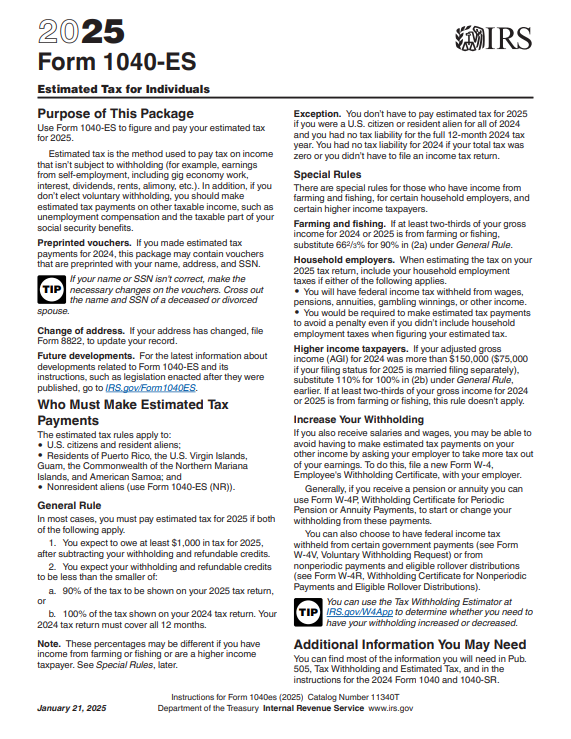 2025
Form 1040-ES
IRS
Estimated Tax for Individuals
Purpose of This Package
Use Form 1040-ES to figure and pay your estimated tax
for 2025.
Estimated tax is the method used to pay tax on income
that isn't subject to withholding (for example, earnings
from self-employment, including gig economy work,
interest, dividends, rents, alimony, etc.). In addition, if you
don't elect voluntary withholding, you should make
estimated tax payments on other taxable income, such as
unemployment compensation and the taxable part of your
social security benefits.
Preprinted vouchers. If you made estimated tax
payments for 2024, this package may contain vouchers
that are preprinted with your name, address, and SSN.
TIP
If your name or SSN isn't correct, make the
necessary changes on the vouchers. Cross out
the name and SSN of a deceased or divorced
spouse.
Change of address. If your address has changed, file
Form 8822, to update your record.
Future developments. For the latest information about
developments related to Form 1040-ES and its
instructions, such as legislation enacted after they were
published, go to IRS.gov/Form1040ES.
Who Must Make Estimated Tax
Payments
The estimated tax rules apply to:
• U.S. citizens and resident aliens;
• Residents of Puerto Rico, the U.S. Virgin Islands,
Guam, the Commonwealth of the Northern Mariana
Islands, and American Samoa; and
• Nonresident aliens (use Form 1040-ES (NR)).
General Rule
In most cases, you must pay estimated tax for 2025 if both
of the following apply.
1. You expect to owe at least $1,000 in tax for 2025,
after subtracting your withholding and refundable credits.
2. You expect your withholding and refundable credits
to be less than the smaller of:
a. 90% of the tax to be shown on your 2025 tax return,
or
b. 100% of the tax shown on your 2024 tax return. Your
2024 tax return must cover all 12 months.
Note. These percentages may be different if you have
income from farming or fishing or are a higher income
taxpayer. See Special Rules, later.
Exception. You don't have to pay estimated tax for 2025
if you were a U.S. citizen or resident alien for all of 2024
and you had no tax liability for the full 12-month 2024 tax
year. You had no tax liability for 2024 if your total tax was
zero or you didn't have to file an income tax return.
Special Rules
There are special rules for those who have income from
farming and fishing, for certain household employers, and
certain higher income taxpayers.
Farming and fishing. If at least two-thirds of your gross
income for 2024 or 2025 is from farming or fishing,
substitute 66²/₃% for 90% in (2a) under General Rule.
Household employers. When estimating the tax on your
2025 tax return, include your household employment
taxes if either of the following applies.
• You will have federal income tax withheld from wages,
pensions, annuities, gambling winnings, or other income.
• You would be required to make estimated tax payments
to avoid a penalty even if you didn't include household
employment taxes when figuring your estimated tax.
Higher income taxpayers. If your adjusted gross
income (AGI) for 2024 was more than $150,000 ($75,000
if your filing status for 2025 is married filing separately),
substitute 110% for 100% in (2b) under General Rule,
earlier. If at least two-thirds of your gross income for 2024
or 2025 is from farming or fishing, this rule doesn't apply.
Increase Your Withholding
If you also receive salaries and wages, you may be able to
avoid having to make estimated tax payments on your
other income by asking your employer to take more tax out
of your earnings. To do this, file a new Form W-4,
Employee's Withholding Certificate, with your employer.
Generally, if you receive a pension or annuity you can
use Form W-4P, Withholding Certificate for Periodic
Pension or Annuity Payments, to start or change your
withholding from these payments.
You can also choose to have federal income tax
withheld from certain government payments (see Form
W-4V, Voluntary Withholding Request) or from
nonperiodic payments and eligible rollover distributions
(see Form W-4R, Withholding Certificate for Nonperiodic
Payments and Eligible Rollover Distributions).
TIP
You can use the Tax Withholding Estimator at
IRS.gov/W4App to determine whether you need to
have your withholding increased or decreased.
Additional Information You May Need
You can find most of the information you will need in Pub.
505, Tax Withholding and Estimated Tax, and in the
instructions for the 2024 Form 1040 and 1040-SR.
Instructions for Form 1040es (2025) Catalog Number 11340T
January 21, 2025 Department of the Treasury Internal Revenue Service www.irs.gov